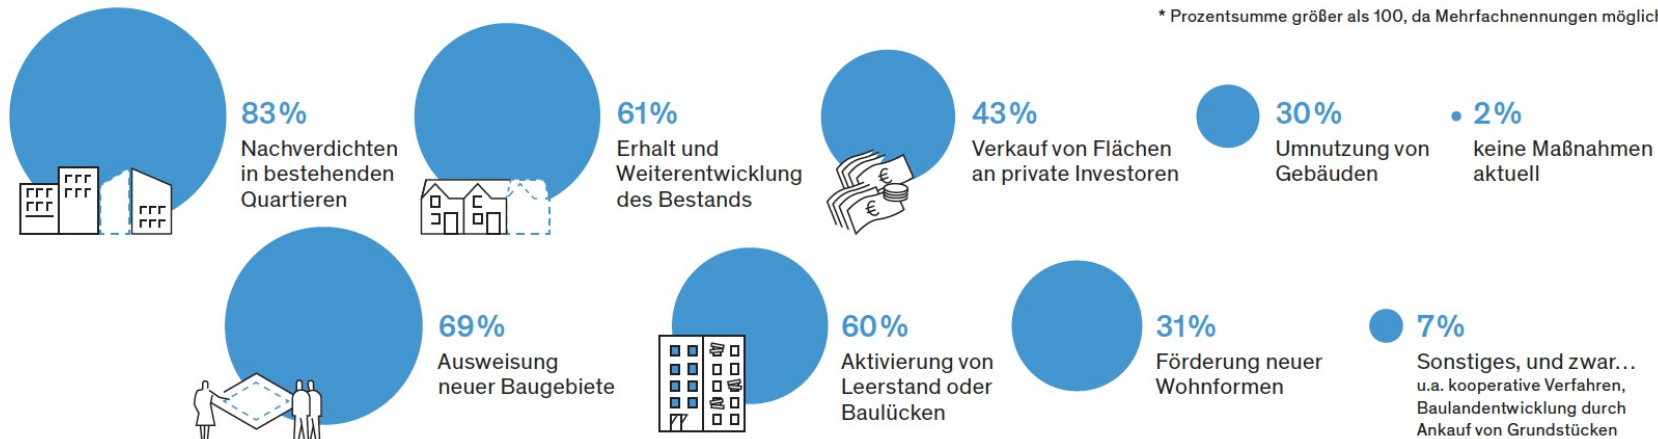 * Prozentsumme größer als 100, da Mehrfachnennungen möglich
83%
Nachverdichten
in bestehenden
Quartieren
61%
Erhalt und
Weiterentwicklung
des Bestands
43%
Verkauf von Flächen
an private Investoren
30%
Umnutzung von
Gebäuden
2%
keine Maßnahmen
aktuell
69%
Ausweisung
neuer Baugebiete
60%
Aktivierung von
Leerstand oder
Baulücken
31%
Förderung neuer
Wohnformen
7%
Sonstiges, und zwar...
u.a. kooperative Verfahren,
Baulandentwicklung durch
Ankauf von Grundstücken
€
€